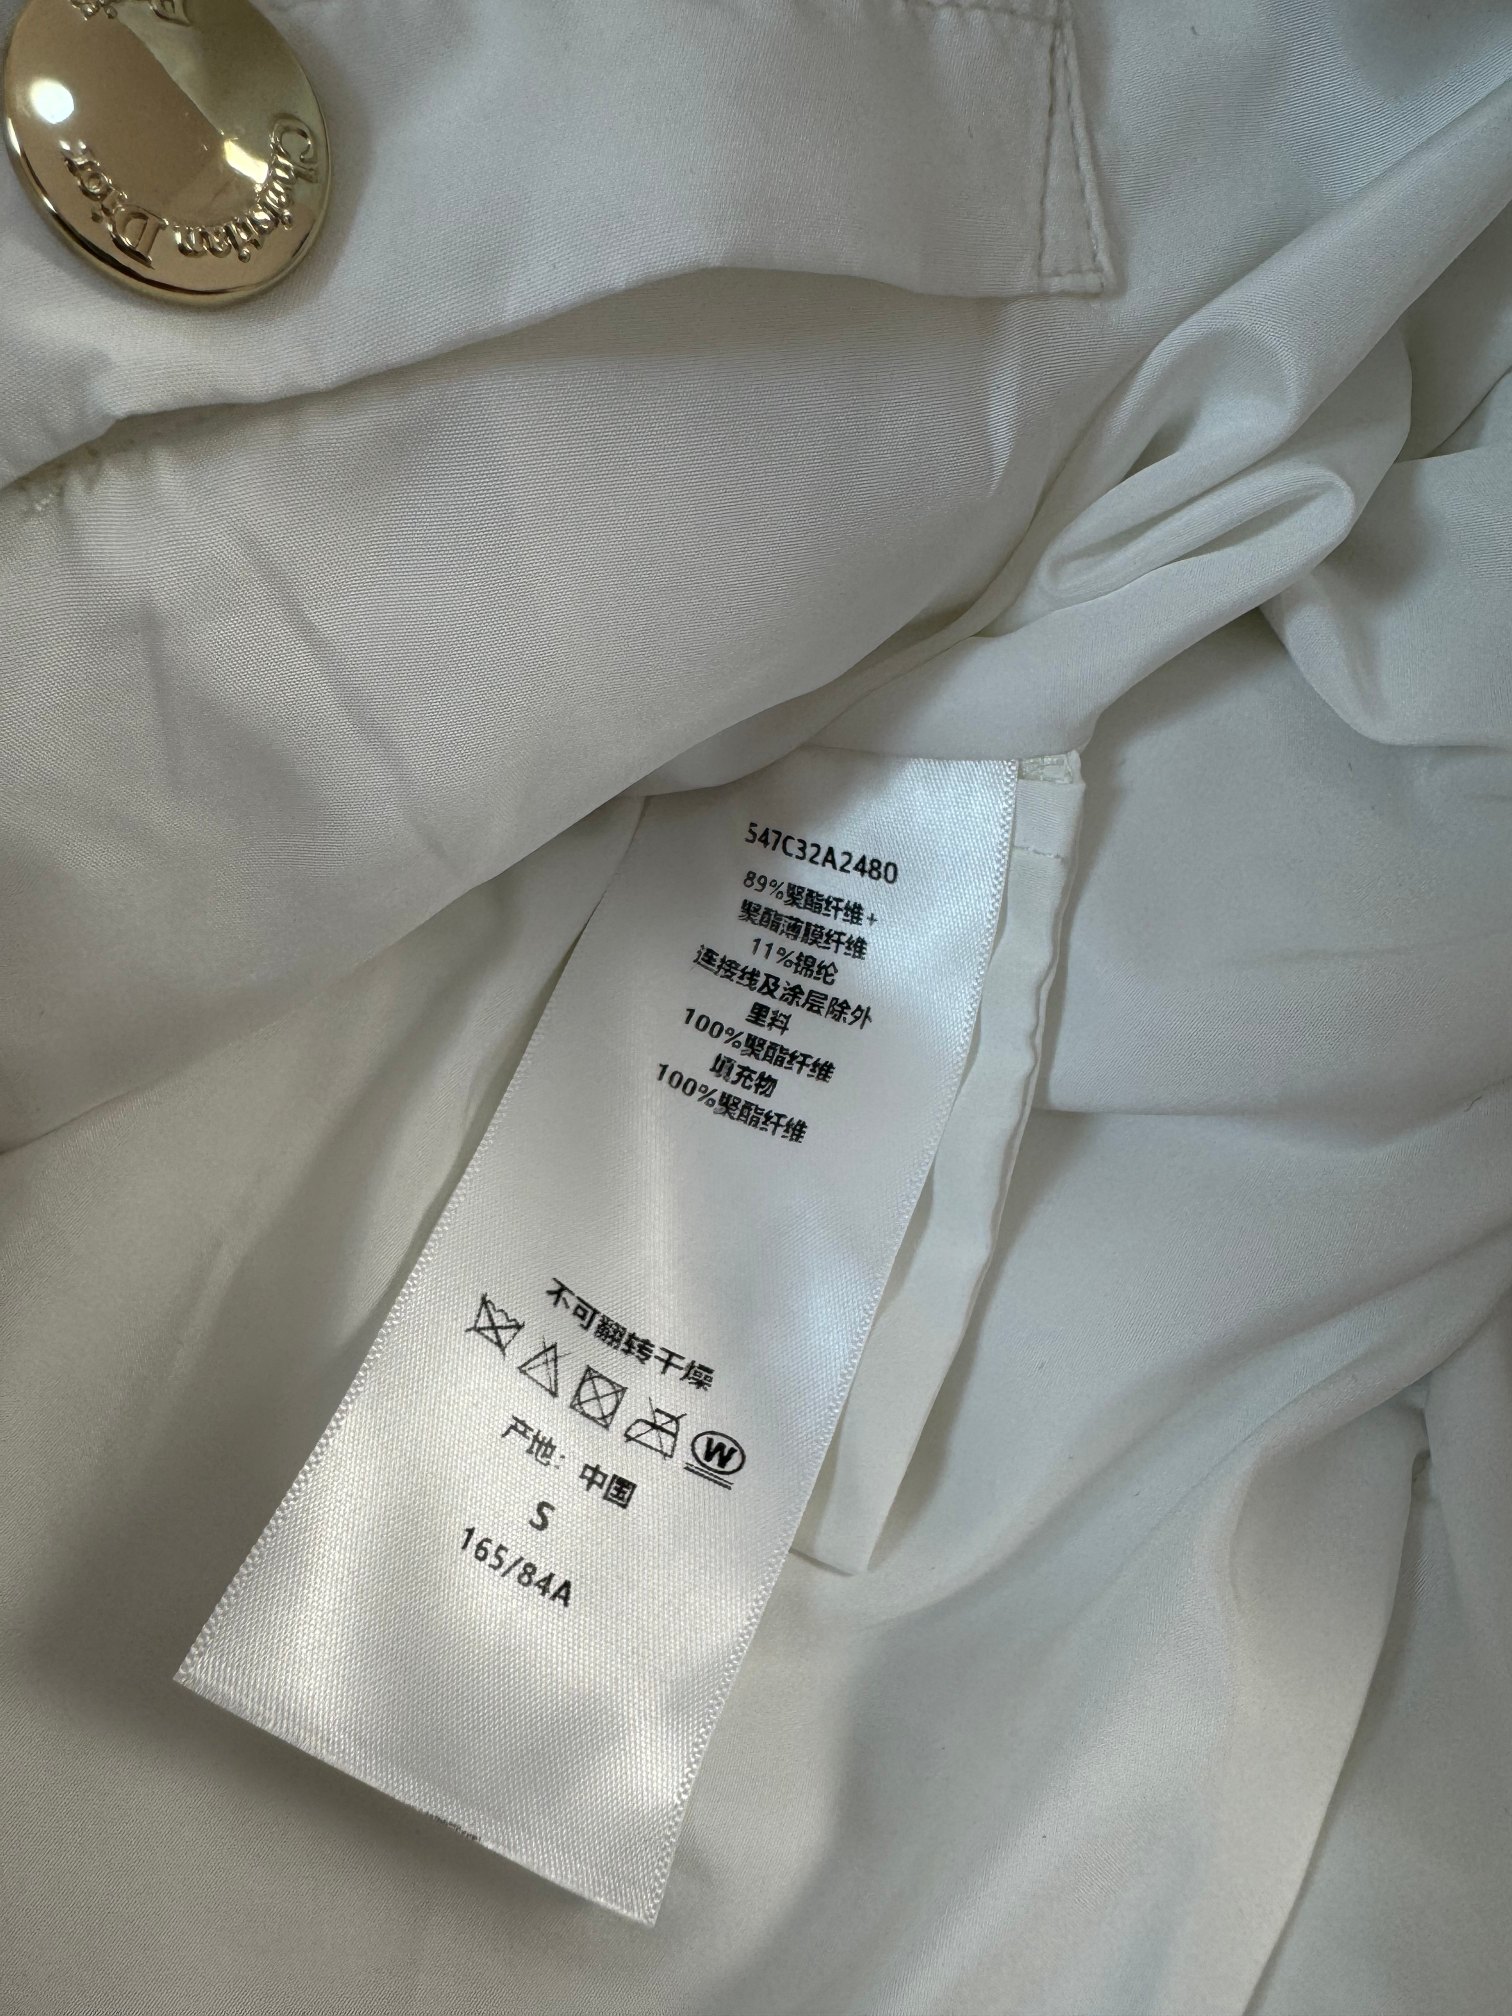 Christian Dior
547C32A2480
89%聚酯纤维+
聚酯薄膜纤维
11%锦纶
连接线及涂层除外
里料
100%聚酯纤维
填充物
100%聚酯纤维
不可翻转干燥
W
产地：中国
S
165/84A